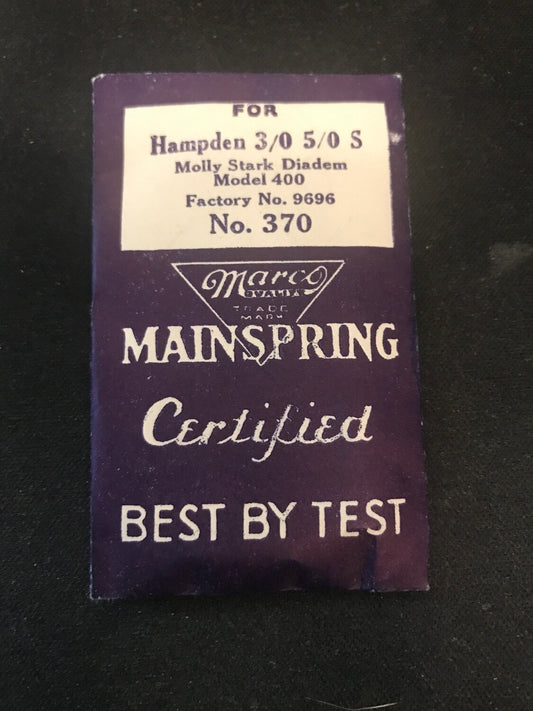 FOR
Hampden 3/0 5/0 S
Molly Stark Diadem
Model 400
Factory No. 9696
No. 370
Marco
QUALITY
TRADE
MARK
MAINSPRING
Certified
BEST BY TEST